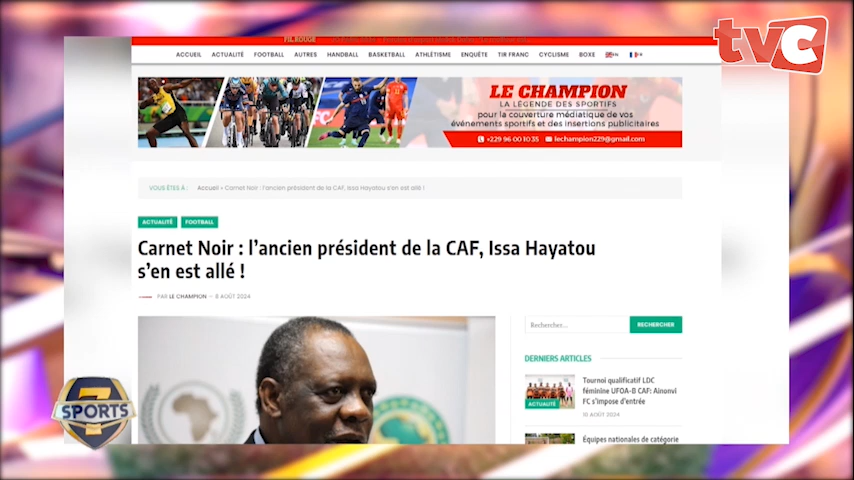 FIL ROUGE
tvc
ACCUEIL ACTUALITÉ FOOTBALL AUTRES HANDBALL BASKETBALL ATHLÉTISME ENQUÊTE TIR FRANC CYCLISME BOXE
LE CHAMPION
LA LÉGENDE DES SPORTIFS
pour la couverture médiatique de vos
événements sportifs et des insertions publicitaires
+229 96 00 10 35 lechampion229@gmail.com
VOUS ÊTES À : Accueil » Carnet Noir : l'ancien président de la CAF, Issa Hayatou s'en est allé !
ACTUALITÉ FOOTBALL
Carnet Noir : l'ancien président de la CAF, Issa Hayatou
s'en est allé !
PAR LE CHAMPION – 8 AOÛT 2024
Rechercher... RECHERCHER
DERNIERS ARTICLES
Tournoi qualificatif LDC
féminine UFOA-B CAF: Ainonvi
FC s'impose d'entrée
ACTUALITÉ
10 AOÛT 2024
Équipes nationales de catégorie
7
SPORTS